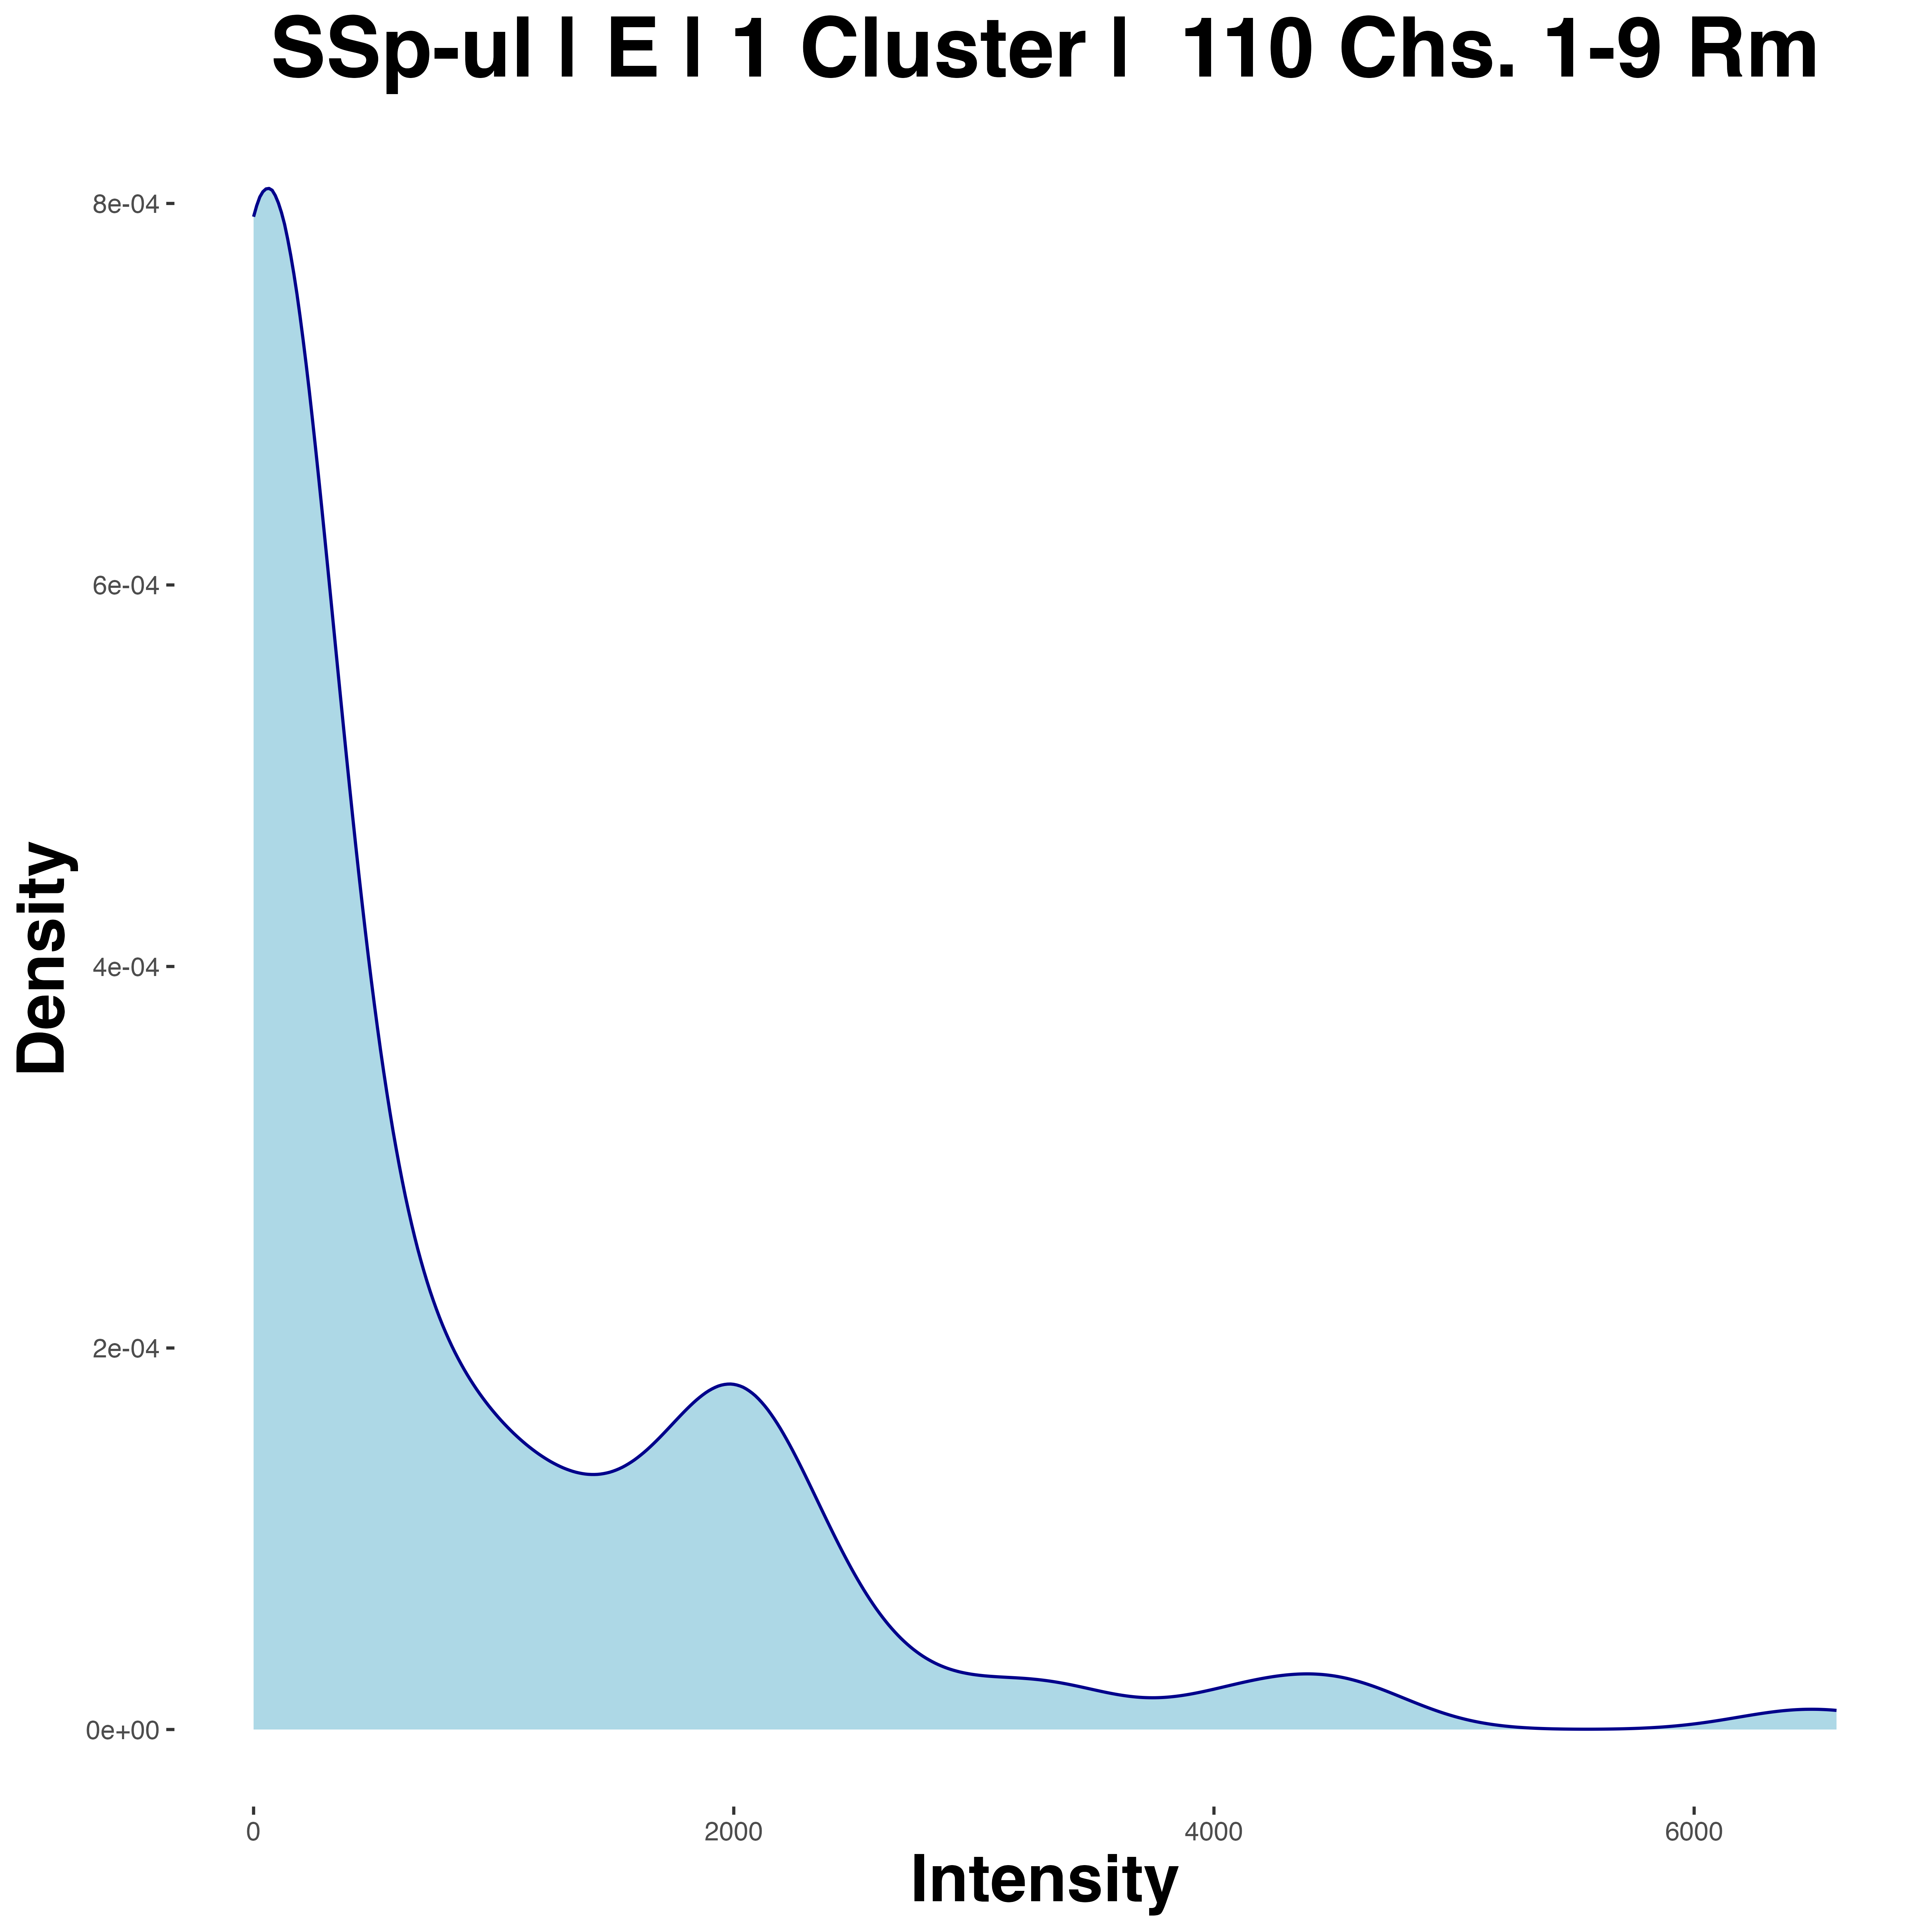 SSp-ul | E | 1 Cluster |  110 Chs. 1-9 Rm
Density
8e-04
6e-04
4e-04
2e-04
0e+00
0
2000
4000
6000
Intensity